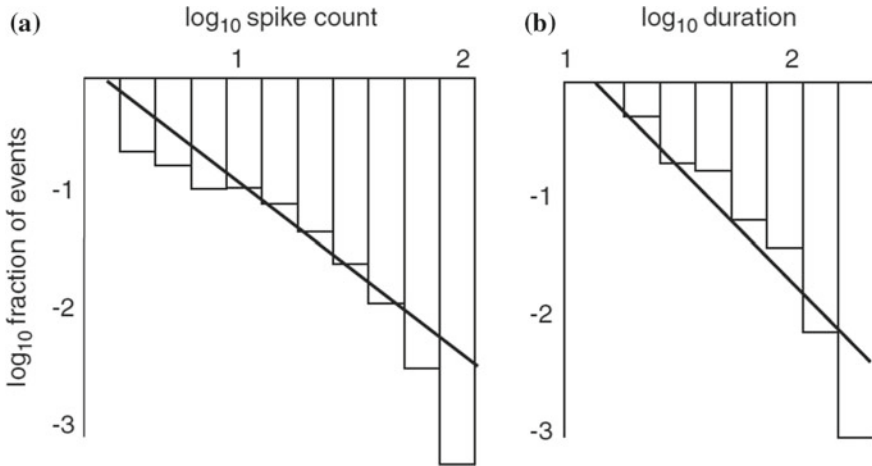 (a)
log10 spike count
1 2
log10 fraction of events
-1
-2
-3
(b)
log10 duration
1 2
-1
-2
-3